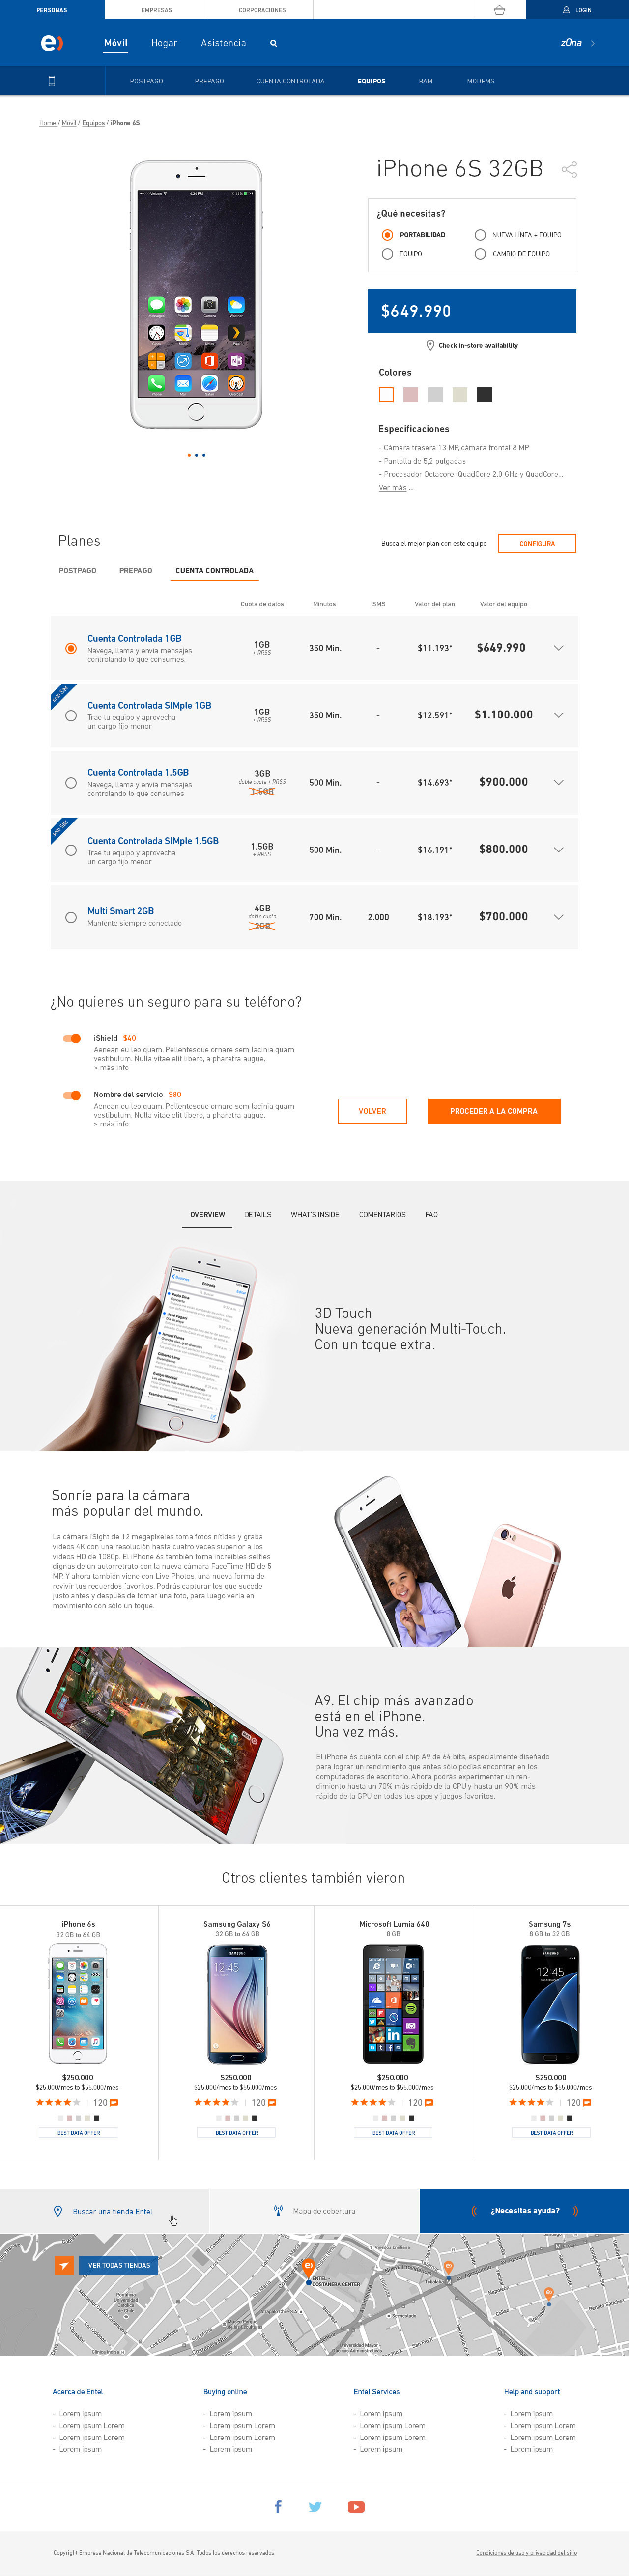 PERSONAS
EMPRESAS
CORPORACIONES
LOGIN
Móvil
Hogar
Asistencia
zona
POSTPAGO
PREPAGO
CUENTA CONTROLADA
EQUIPOS
BAM
MODEMS
Home / Móvil / Equipos / iPhone 6S
iPhone 6S 32GB
¿Qué necesitas?
PORTABILIDAD
NUEVA LÍNEA + EQUIPO
EQUIPO
CAMBIO DE EQUIPO
$649.990
Check in-store availability
Colores
Especificaciones
- Cámara trasera 13 MP, cámara frontal 8 MP
- Pantalla de 5,2 pulgadas
- Procesador Octacore (QuadCore 2,0 GHz y QuadCore...
Ver más ...
Planes
Busca el mejor plan con este equipo
CONFIGURA
POSTPAGO
PREPAGO
CUENTA CONTROLADA
Cuota de datos
Minutos
SMS
Valor del plan
Valor del equipo
Cuenta Controlada 1GB
Navega, llama y envía mensajes
controlando lo que consumes.
1GB
+ RRSS
350 Min.
-
$11.193*
$649.990
Solo SIM
Cuenta Controlada SIMple 1GB
Trae tu equipo y aprovecha
un cargo fijo menor
1GB
+ RRSS
350 Min.
-
$12.591*
$1.100.000
Cuenta Controlada 1.5GB
Navega, llama y envía mensajes
controlando lo que consumes
3GB
doble cuota + RRSS
1.5GB
500 Min.
-
$14.693*
$900.000
Solo SIM
Cuenta Controlada SIMple 1.5GB
Trae tu equipo y aprovecha
un cargo fijo menor
1.5GB
+ RRSS
500 Min.
-
$16.191*
$800.000
Multi Smart 2GB
Mantente siempre conectado
4GB
doble cuota
2GB
700 Min.
2.000
$18.193*
$700.000
¿No quieres un seguro para su teléfono?
iShield $40
Aenean eu leo quam. Pellentesque ornare sem lacinia quam
vestibulum. Nulla vitae elit libero, a pharetra augue.
> más info
Nombre del servicio $80
Aenean eu leo quam. Pellentesque ornare sem lacinia quam
vestibulum. Nulla vitae elit libero, a pharetra augue.
> más info
VOLVER
PROCEDER A LA COMPRA
OVERVIEW
DETAILS
WHAT'S INSIDE
COMENTARIOS
FAQ
3D Touch
Nueva generación Multi-Touch.
Con un toque extra.
Sonríe para la cámara
más popular del mundo.
La cámara iSight de 12 megapíxeles toma fotos nítidas y graba
videos 4K con una resolución hasta cuatro veces superior a los
videos HD de 1080p. El iPhone 6s también toma increíbles selfies
dignas de un autorretrato con la nueva cámara FaceTime HD de 5
MP. Y ahora también viene con Live Photos, una nueva forma de
revivir tus recuerdos favoritos. Podrás capturar los que sucede
justo antes y después de tomar una foto, para luego verla en
movimiento con sólo un toque.
A9. El chip más avanzado
está en el iPhone.
Una vez más.
El iPhone 6s cuenta con el chip A9 de 64 bits, especialmente diseñado
para lograr un rendimiento que antes sólo podías encontrar en los
computadores de escritorio. Ahora podrás experimentar un ren-
dimiento hasta un 70% más rápido de la CPU y hasta un 90% más
rápido de la GPU en todas tus apps y juegos favoritos.
Otros clientes también vieron
iPhone 6s
32 GB to 64 GB
$250.000
$25.000/mes to $55.000/mes
120
BEST DATA OFFER
Samsung Galaxy S6
32 GB to 64 GB
$250.000
$25.000/mes to $55.000/mes
120
BEST DATA OFFER
Microsoft Lumia 640
8 GB
$250.000
$25.000/mes to $55.000/mes
120
BEST DATA OFFER
Samsung 7s
8 GB to 32 GB
$250.000
$25.000/mes to $55.000/mes
120
BEST DATA OFFER
Buscar una tienda Entel
Mapa de cobertura
¿Necesitas ayuda?
VER TODAS TIENDAS
ENTEL
COSTANERA CENTER
Acerca de Entel
- Lorem ipsum
- Lorem ipsum Lorem
- Lorem ipsum Lorem
- Lorem ipsum
Buying online
- Lorem ipsum
- Lorem ipsum Lorem
- Lorem ipsum Lorem
- Lorem ipsum
Entel Services
- Lorem ipsum
- Lorem ipsum Lorem
- Lorem ipsum Lorem
- Lorem ipsum
Help and support
- Lorem ipsum
- Lorem ipsum Lorem
- Lorem ipsum Lorem
- Lorem ipsum
Copyright Empresa Nacional de Telecomunicaciones S.A. Todos los derechos reservados.
Condiciones de uso y privacidad del sitio